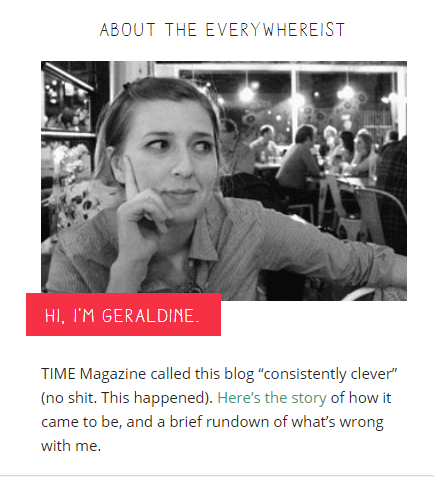 ABOUT THE EVERYWHEREIST
HI, I'M GERALDINE.
TIME Magazine called this blog “consistently clever”
(no shit. This happened). Here’s the story of how it
came to be, and a brief rundown of what’s wrong
with me.